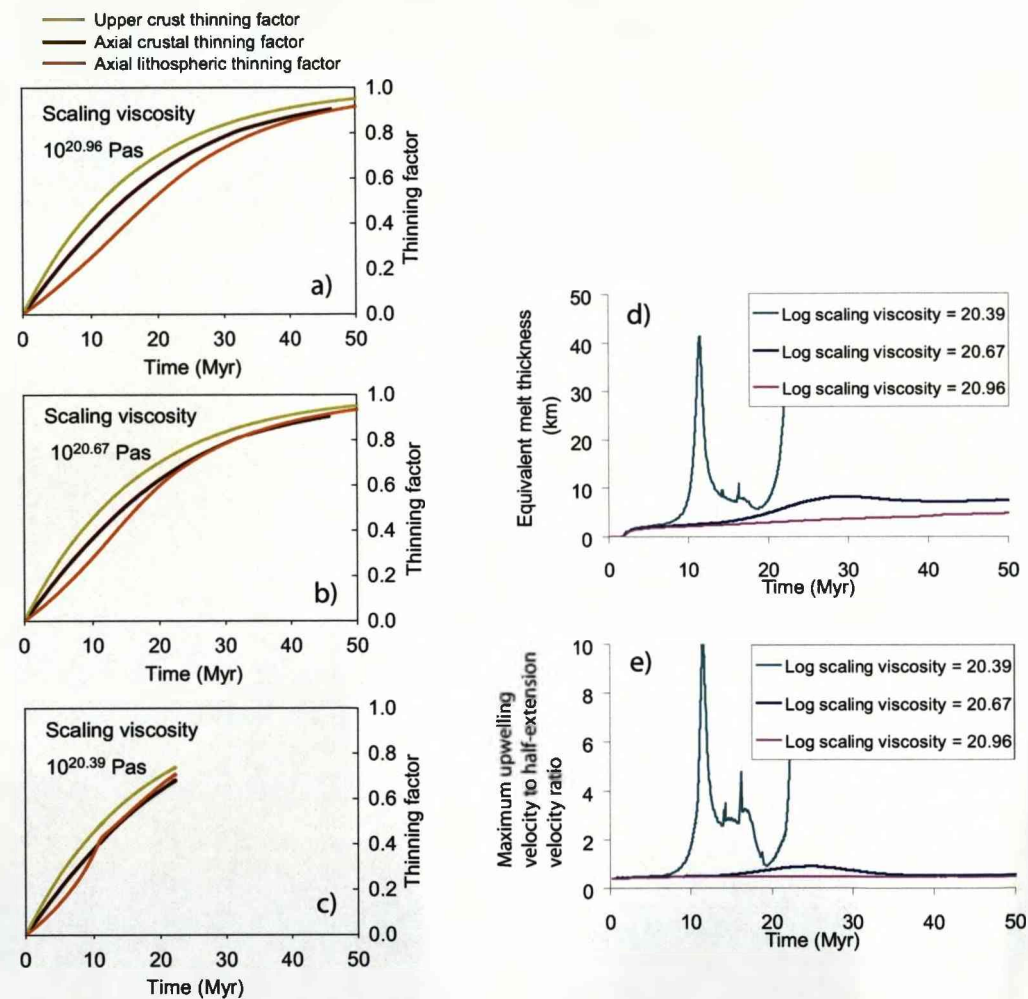 Upper crust thinning factor
Axial crustal thinning factor
Axial lithospheric thinning factor
Scaling viscosity
10^20.96 Pas
1.0
0.8
0.6
0.4
0.2
0.0
Thinning factor
a)
0 10 20 30 40 50
Time (Myr)
Scaling viscosity
10^20.67 Pas
1.0
0.8
0.6
0.4
0.2
0.0
Thinning factor
b)
0 10 20 30 40 50
Time (Myr)
Scaling viscosity
10^20.39 Pas
1.0
0.8
0.6
0.4
0.2
0.0
Thinning factor
c)
0 10 20 30 40 50
Time (Myr)
d)
Equivalent melt thickness
(km)
50
40
30
20
10
0
Log scaling viscosity = 20.39
Log scaling viscosity = 20.67
Log scaling viscosity = 20.96
0 10 20 30 40 50
Time (Myr)
e)
Maximum upwelling
velocity to half-extension
velocity ratio
10
8
6
4
2
0
Log scaling viscosity = 20.39
Log scaling viscosity = 20.67
Log scaling viscosity = 20.96
0 10 20 30 40 50
Time (Myr)